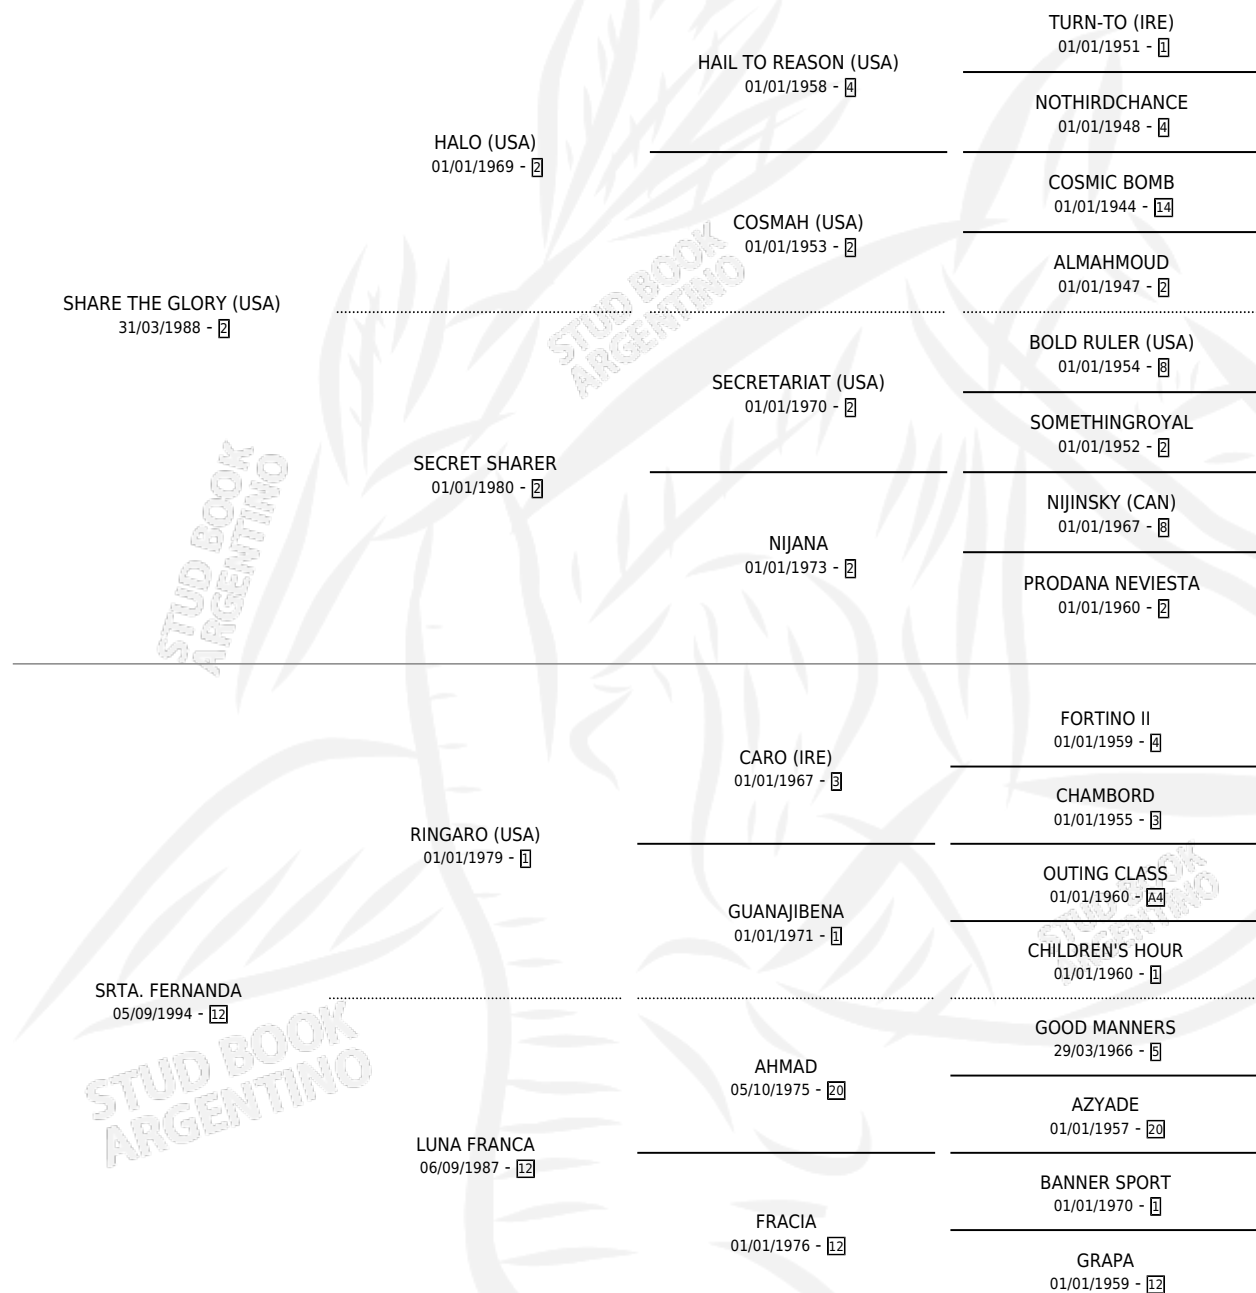 TURN-TO (IRE)
01/01/1951 - 1
HAIL TO REASON (USA)
01/01/1958 - 4
NOTHIRDCHANCE
01/01/1948 - 4
HALO (USA)
01/01/1969 - 2
COSMIC BOMB
01/01/1944 - 14
COSMAH (USA)
01/01/1953 - 2
ALMAHMOUD
01/01/1947 - 2
SHARE THE GLORY (USA)
31/03/1988 - 2
BOLD RULER (USA)
01/01/1954 - 8
SECRETARIAT (USA)
01/01/1970 - 2
SOMETHINGROYAL
01/01/1952 - 2
SECRET SHARER
01/01/1980 - 2
NIJINSKY (CAN)
01/01/1967 - 8
NIJANA
01/01/1973 - 2
PRODANA NEVIESTA
01/01/1960 - 2
STUD BOOK
ARGENTINO
STUD BOOK
ARGENTINO
FORTINO II
01/01/1959 - 4
CARO (IRE)
01/01/1967 - 3
CHAMBORD
01/01/1955 - 3
RINGARO (USA)
01/01/1979 - 1
OUTING CLASS
01/01/1960 - A4
GUANAJIBENA
01/01/1971 - 1
CHILDREN'S HOUR
01/01/1960 - 1
STUD BOOK
ARGENTINO
SRTA. FERNANDA
05/09/1994 - 12
GOOD MANNERS
29/03/1966 - 5
AHMAD
05/10/1975 - 20
AZYADE
01/01/1957 - 20
LUNA FRANCA
06/09/1987 - 12
BANNER SPORT
01/01/1970 - 1
FRACIA
01/01/1976 - 12
GRAPA
01/01/1959 - 12
STUD BOOK
ARGENTINO